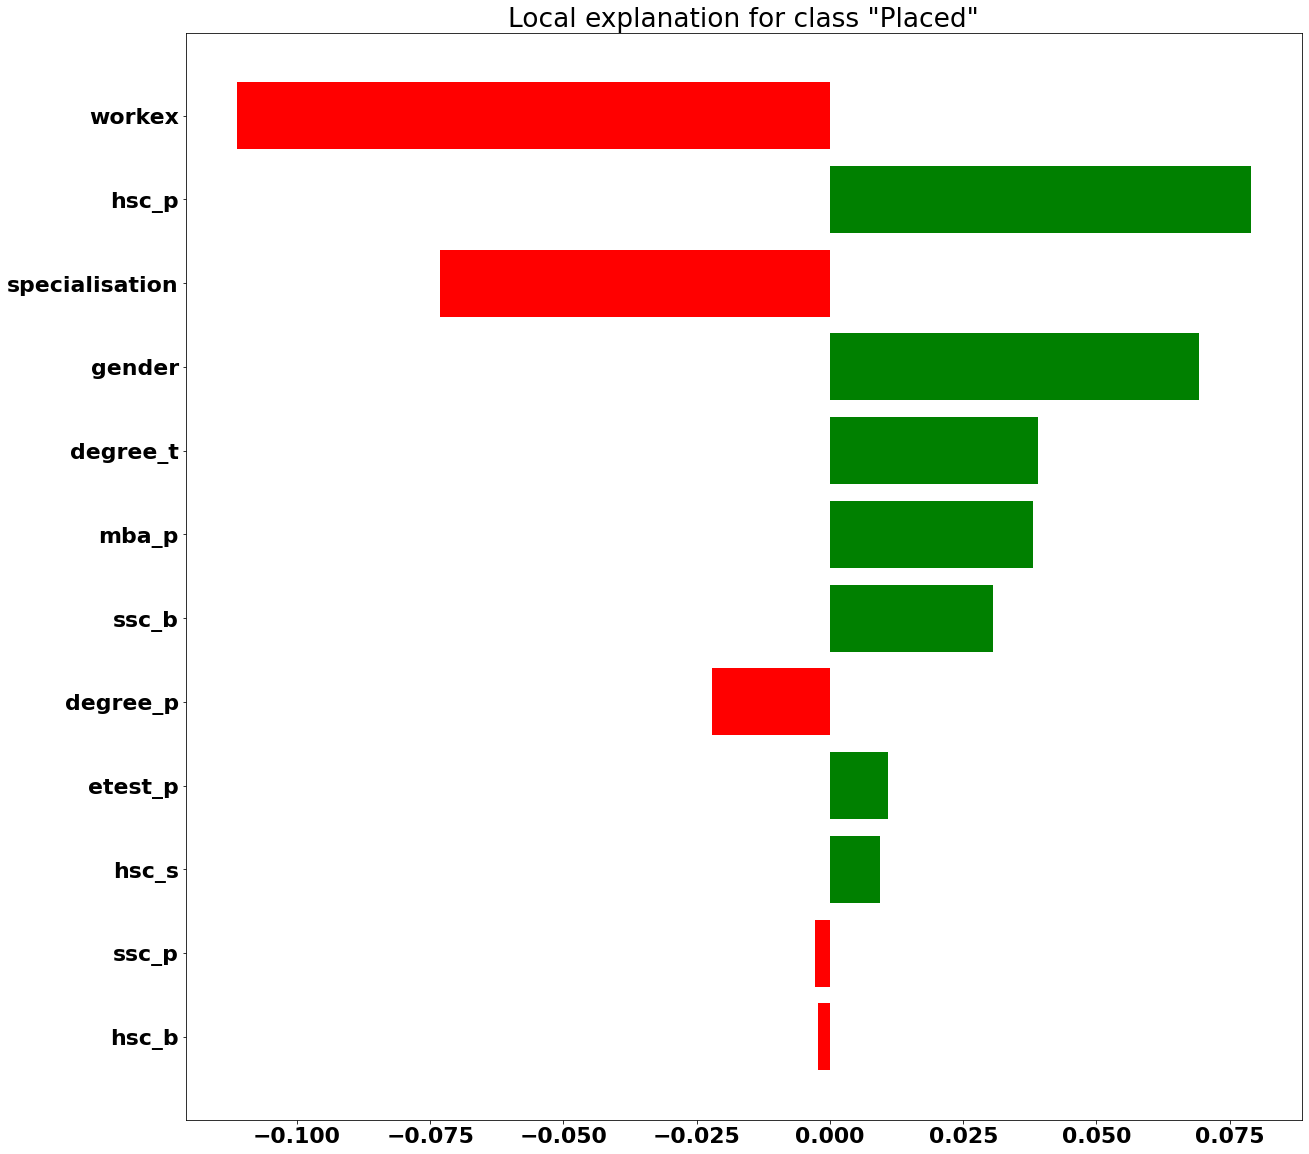 Local explanation for class "Placed"
workex
hsc_p
specialisation
gender
degree_t
mba_p
ssc_b
degree_p
etest_p
hsc_s
ssc_p
hsc_b
−0.100 −0.075 −0.050 −0.025 0.000 0.025 0.050 0.075